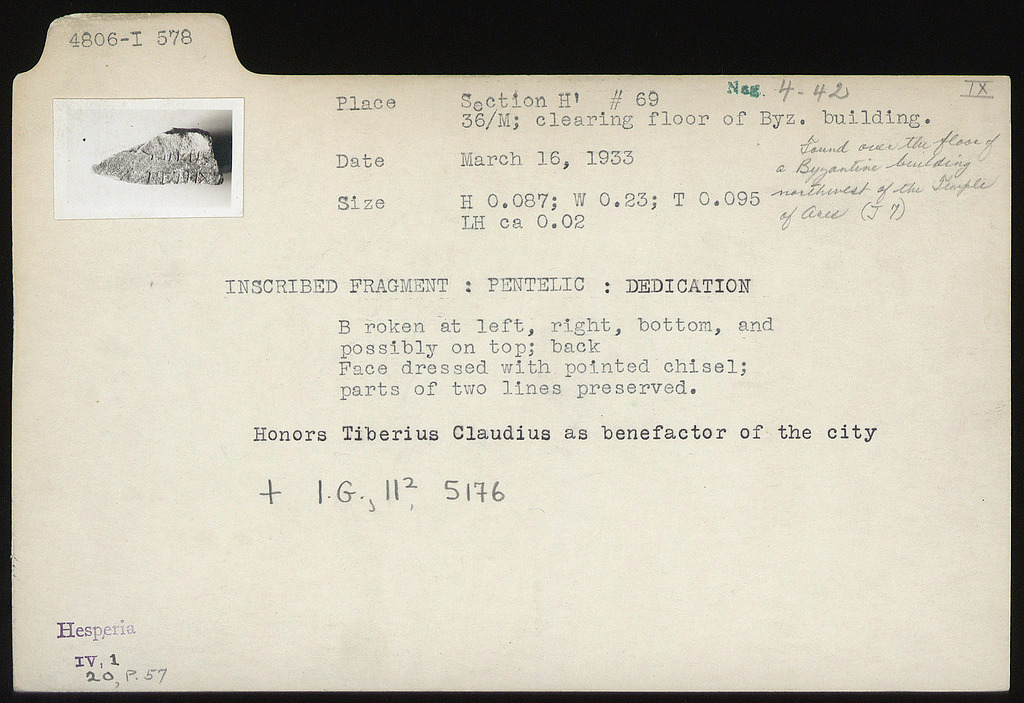 4806-I 578
Neg. 4-42
IX
Place Section H' # 69
36/M; clearing floor of Byz. building.
Found over the floor of
a Byzantine building
northwest of the Temple
of Ares (J 7)
Date March 16, 1933
Size H 0.087; W 0.23; T 0.095
LH ca 0.02
INSCRIBED FRAGMENT : PENTELIC : DEDICATION
B roken at left, right, bottom, and
possibly on top; back
Face dressed with pointed chisel;
parts of two lines preserved.
Honors Tiberius Claudius as benefactor of the city
+ I.G., II², 5176
Hesperia
IV, 1
20, P. 57